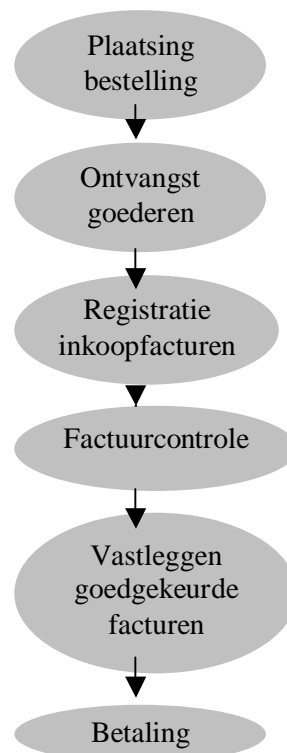 Plaatsing
bestelling
Ontvangst
goederen
Registratie
inkoopfacturen
Factuurcontrole
Vastleggen
goedgekeurde
facturen
Betaling